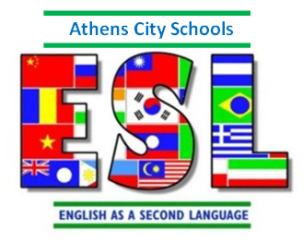 Athens City Schools
ESL
ENGLISH AS A SECOND LANGUAGE